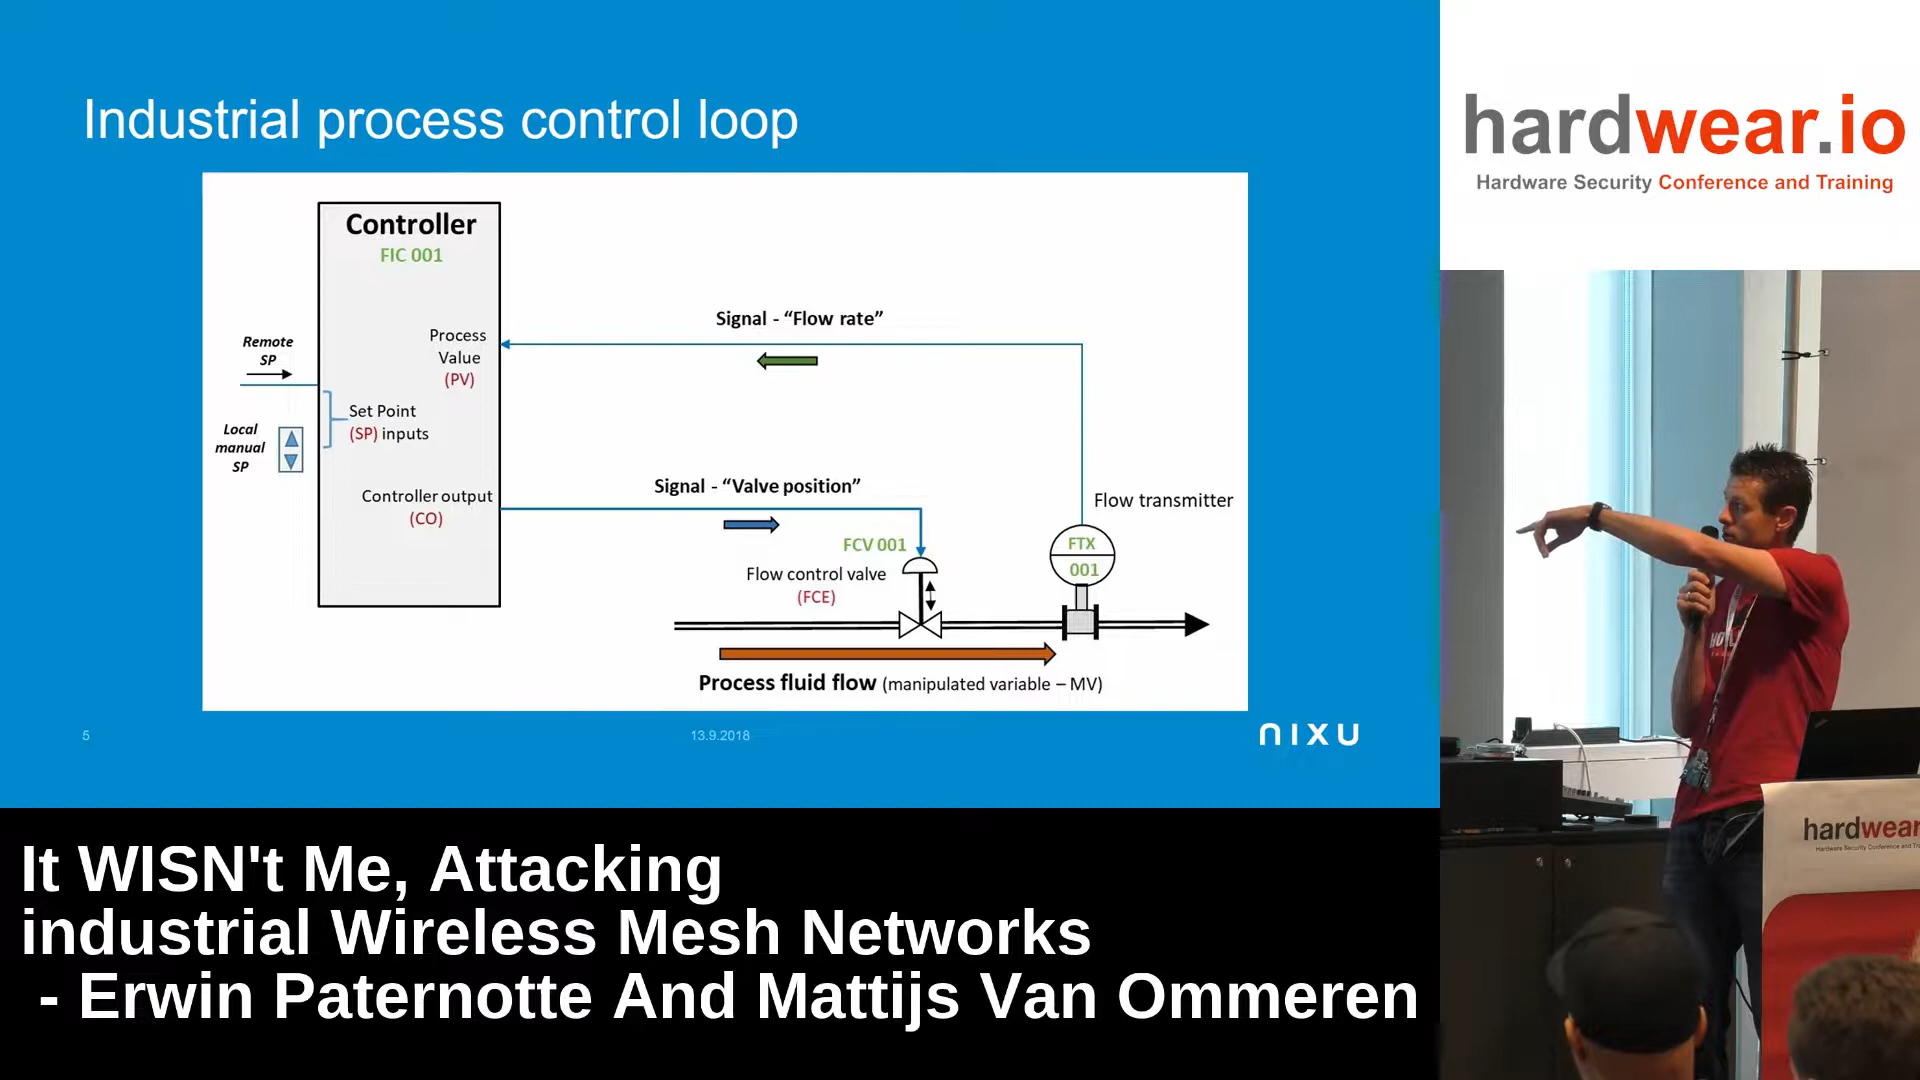 Industrial process control loop
Controller
FIC 001
Signal - “Flow rate”
Process
Value
(PV)
Remote
SP
Set Point
(SP) inputs
Local
manual
SP
Controller output
(CO)
Signal - “Valve position”
Flow transmitter
FCV 001
FTX
001
Flow control valve
(FCE)
Process fluid flow (manipulated variable – MV)
5
13.9.2018
NIXU
hardwear.io
Hardware Security Conference and Training
hardwear
It WISN't Me, Attacking
industrial Wireless Mesh Networks
- Erwin Paternotte And Mattijs Van Ommeren